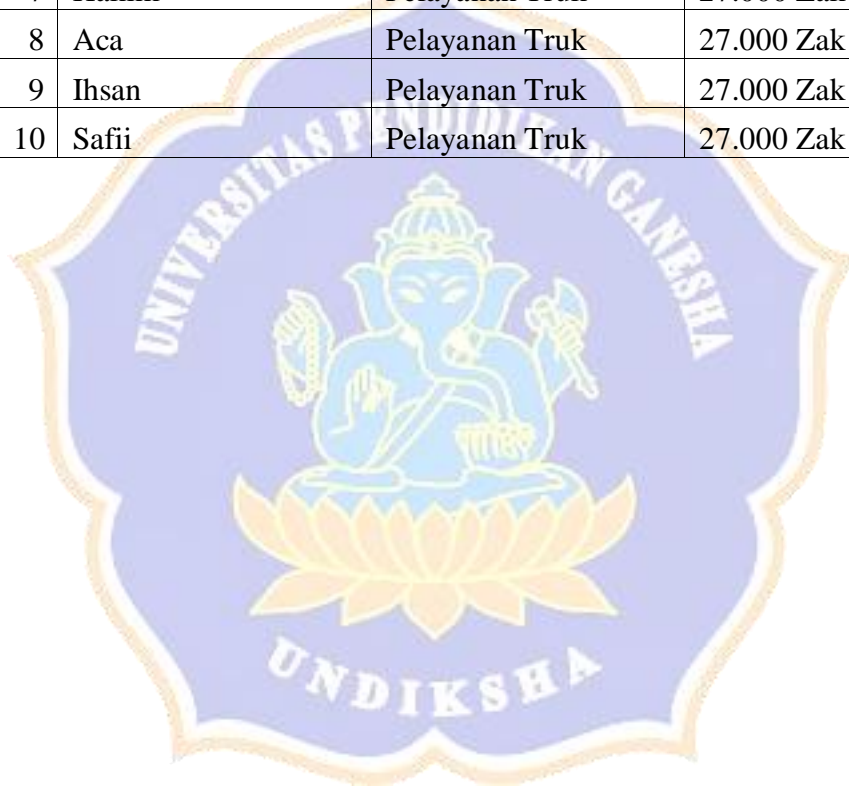 8 Aca Pelayanan Truk 27.000 Zak
9 Ihsan Pelayanan Truk 27.000 Zak
10 Safii Pelayanan Truk 27.000 Zak
UNIVERSITAS PENDIDIKAN GANESHA
UNDIKSHA